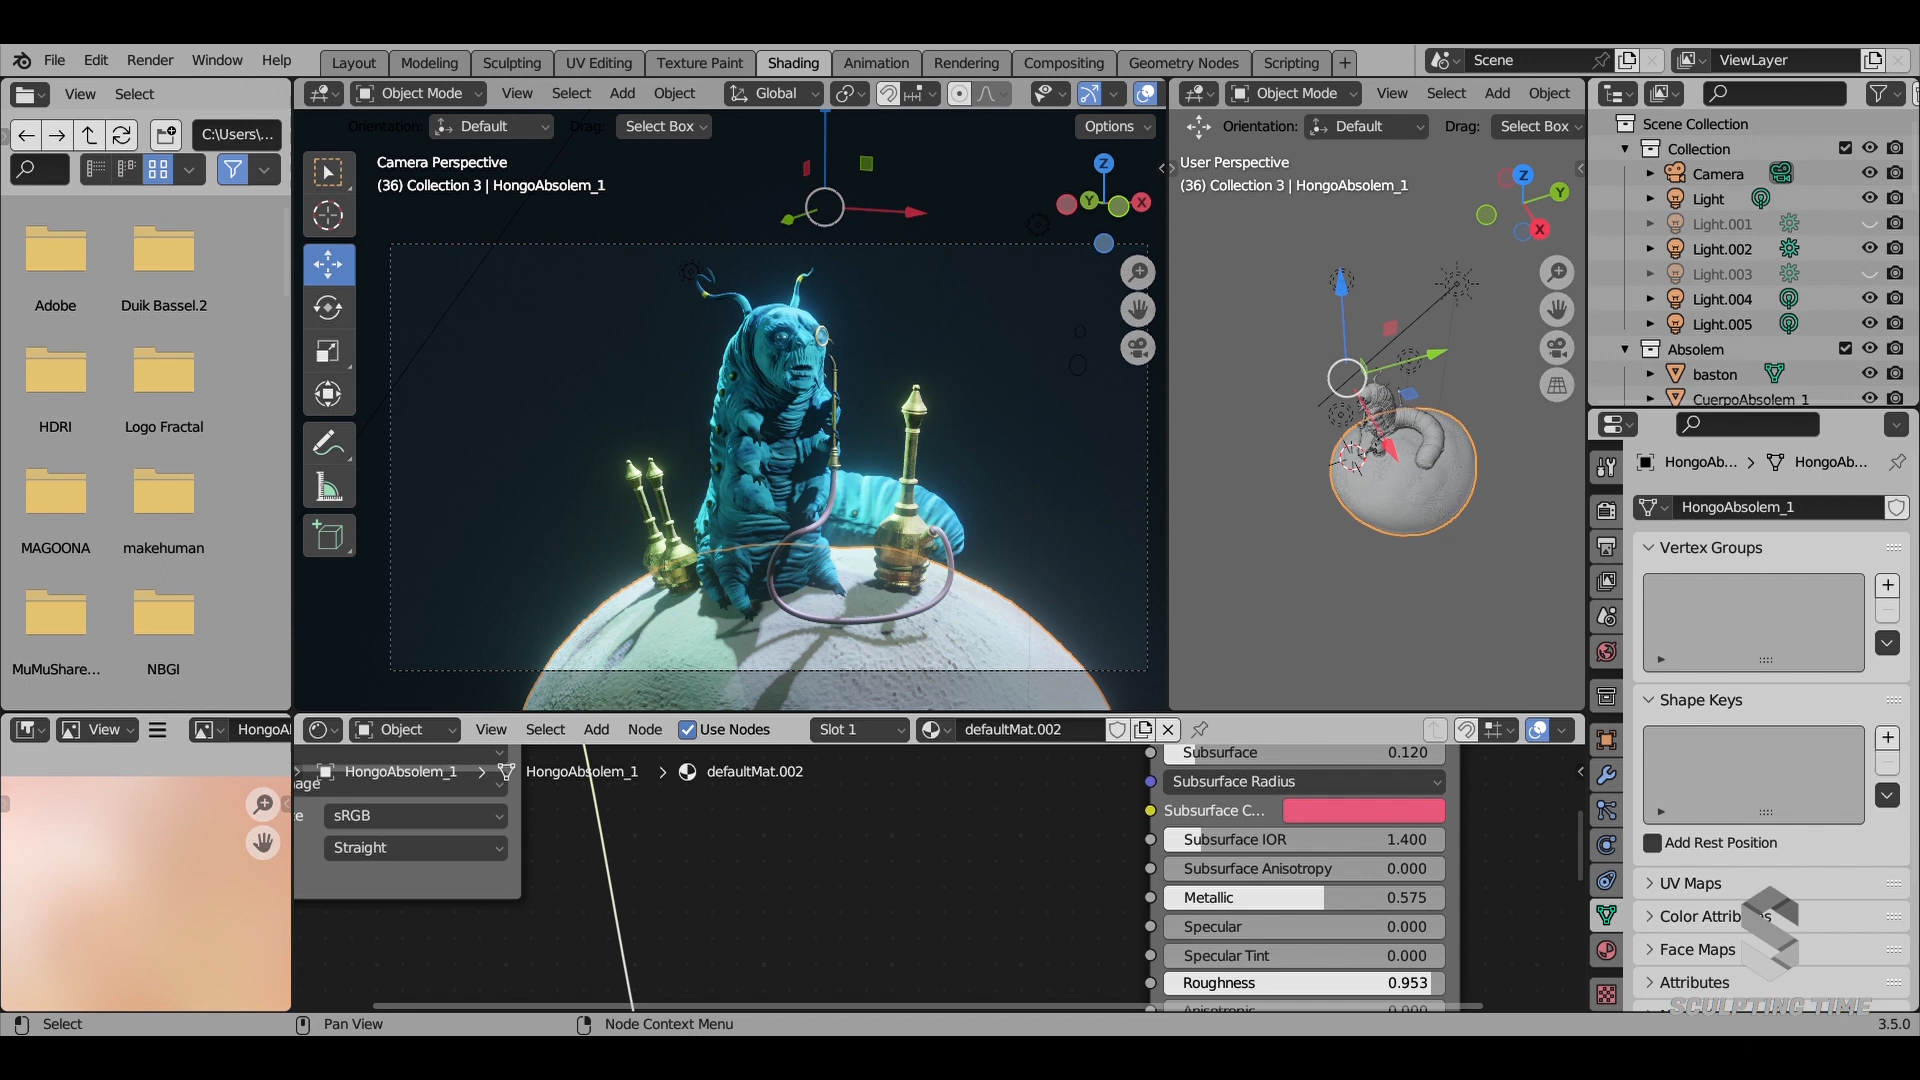 File Edit Render Window Help
Layout Modeling Sculpting UV Editing Texture Paint Shading Animation Rendering Compositing Geometry Nodes Scripting +
Scene
ViewLayer
View Select
Object Mode View Select Add Object Global
Object Mode View Select Add Object
C:\Users\...
Orientation: Default Drag: Select Box Options
Orientation: Default Drag: Select Box
Camera Perspective
(36) Collection 3 | HongoAbsolem_1
User Perspective
(36) Collection 3 | HongoAbsolem_1
Z
Y
X
Z
Y
X
Adobe
Duik Bassel.2
HDRI
Logo Fractal
MAGOONA
makehuman
MuMuShare...
NBGI
Scene Collection
Collection
Camera
Light
Light.001
Light.002
Light.003
Light.004
Light.005
Absolem
baston
CuerpoAbsolem_1
HongoAb... HongoAb...
HongoAbsolem_1
Vertex Groups
Shape Keys
Add Rest Position
UV Maps
Color Attributes
Face Maps
Attributes
View HongoAl
Object View Select Add Node Use Nodes Slot 1 defaultMat.002
HongoAbsolem_1 > HongoAbsolem_1 > defaultMat.002
sRGB
Straight
Subsurface 0.120
Subsurface Radius
Subsurface C...
Subsurface IOR 1.400
Subsurface Anisotropy 0.000
Metallic 0.575
Specular 0.000
Specular Tint 0.000
Roughness 0.953
SCULPTING TIME
Select
Pan View
Node Context Menu
3.5.0